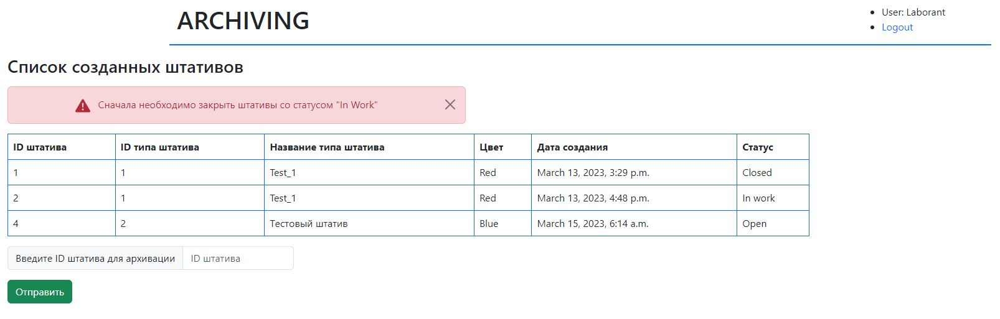 ARCHIVING
User: Laborant
Logout
Список созданных штативов
Сначала необходимо закрыть штативы со статусом "In Work"
ID штатива ID типа штатива Название типа штатива Цвет Дата создания Статус
1 1 Test_1 Red March 13, 2023, 3:29 p.m. Closed
2 1 Test_1 Red March 13, 2023, 4:48 p.m. In work
4 2 Тестовый штатив Blue March 15, 2023, 6:14 a.m. Open
Введите ID штатива для архивации ID штатива
Отправить